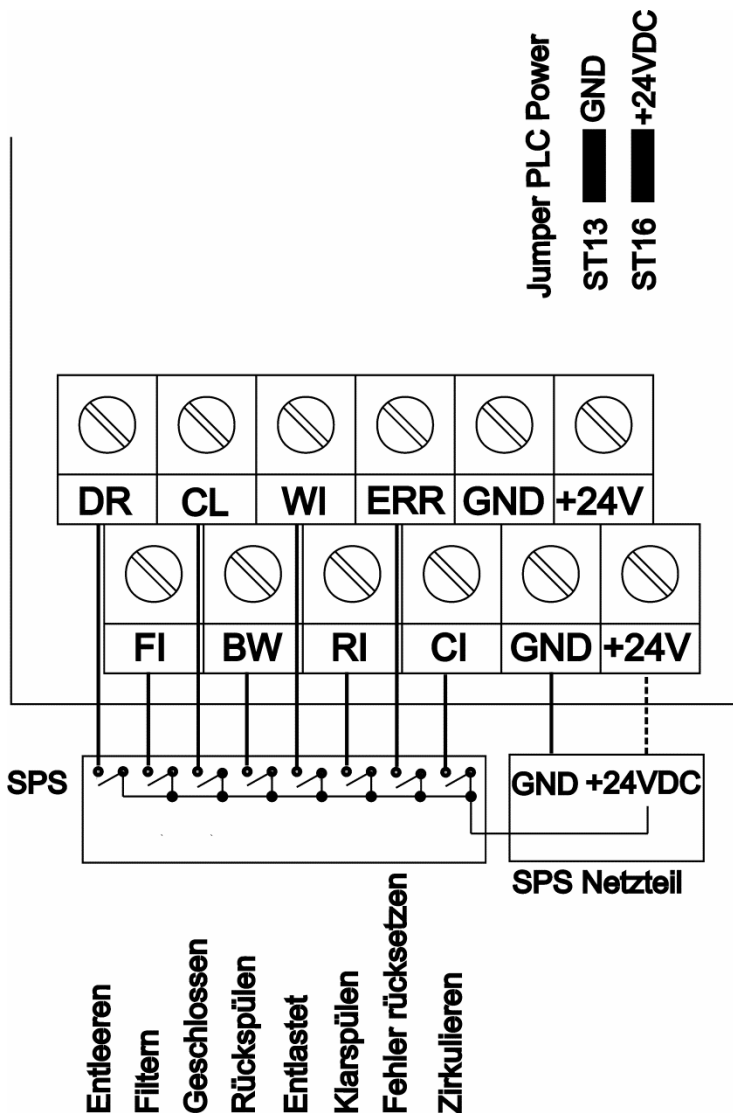 Jumper PLC Power
ST13 GND
ST16 +24VDC
DR CL WI ERR GND +24V
FI BW RI CI GND +24V
SPS
GND +24VDC
SPS Netzteil
Entleeren
Filtern
Geschlossen
Rückspülen
Entlastet
Klarspülen
Fehler rücksetzen
Zirkulieren